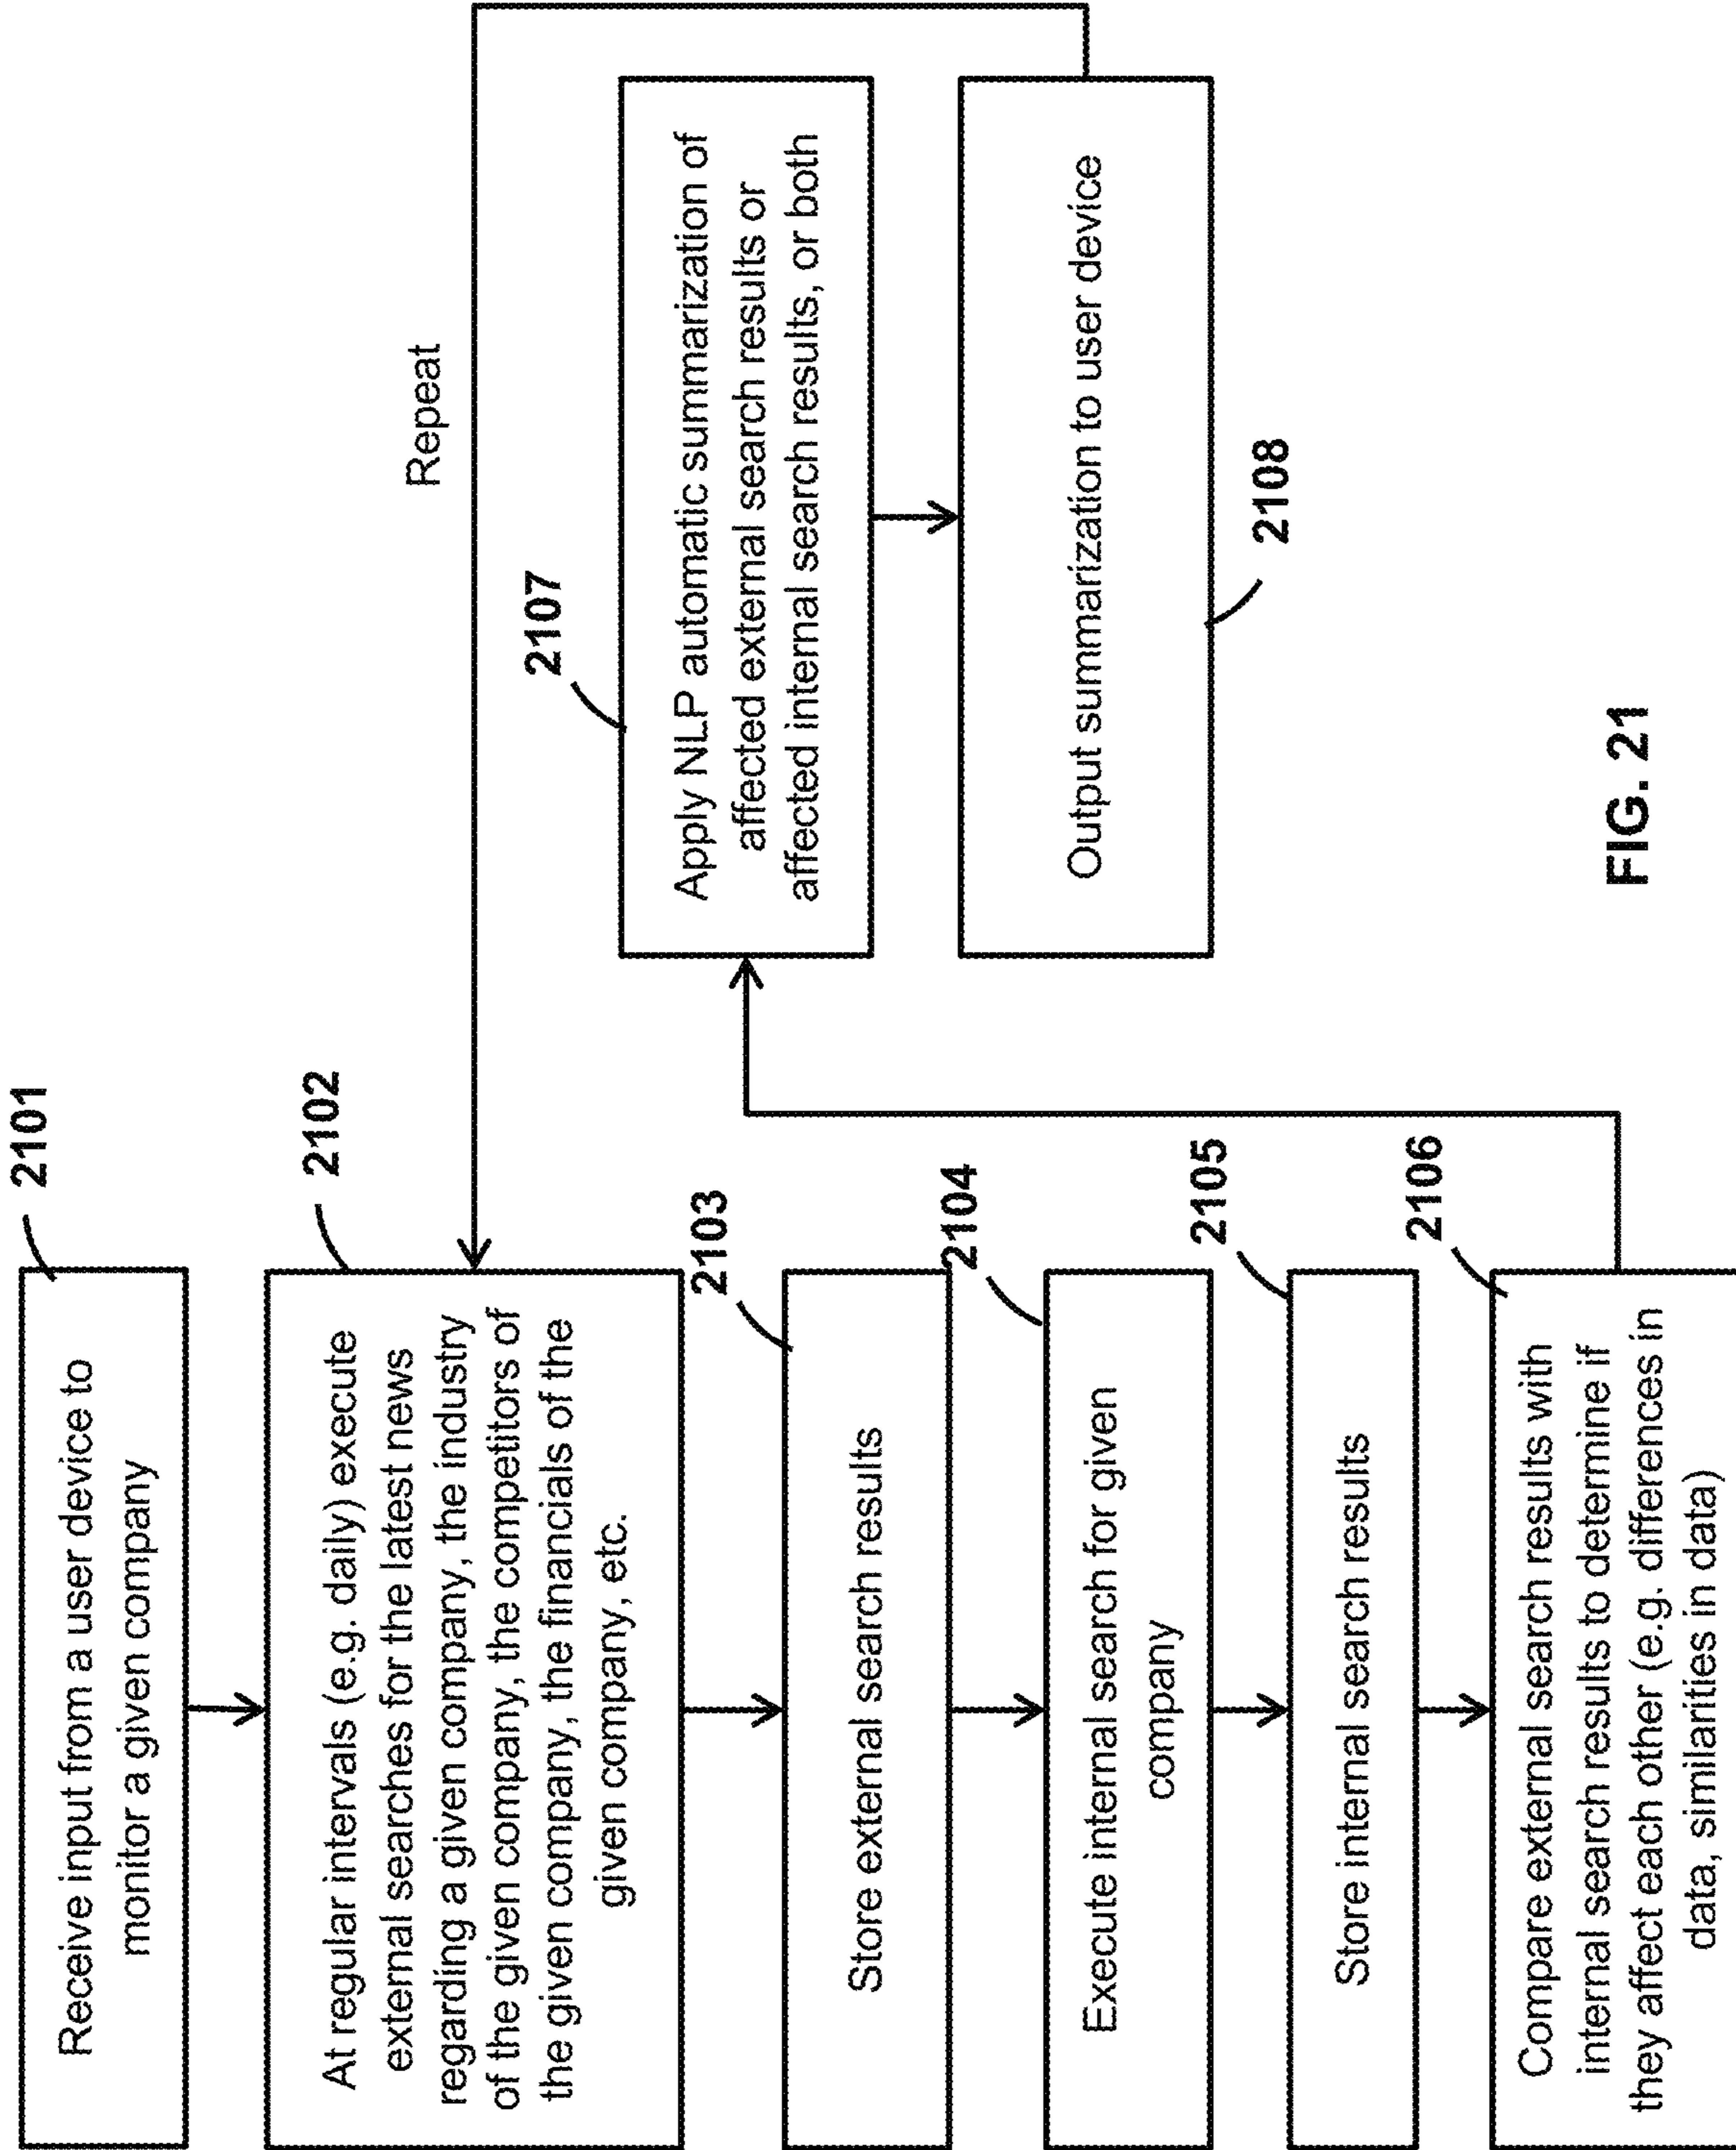 2101
Receive input from a user device to
monitor a given company
2102
At regular intervals (e.g. daily) execute
external searches for the latest news
regarding a given company, the industry
of the given company, the competitors of
the given company, the financials of the
given company, etc.
2103
Store external search results
2104
Execute internal search for given
company
2105
Store internal search results
2106
Compare external search results with
internal search results to determine if
they affect each other (e.g. differences in
data, similarities in data)
Repeat
2107
Apply NLP automatic summarization of
affected external search results or
affected internal search results, or both
Output summarization to user device
2108
FIG. 21